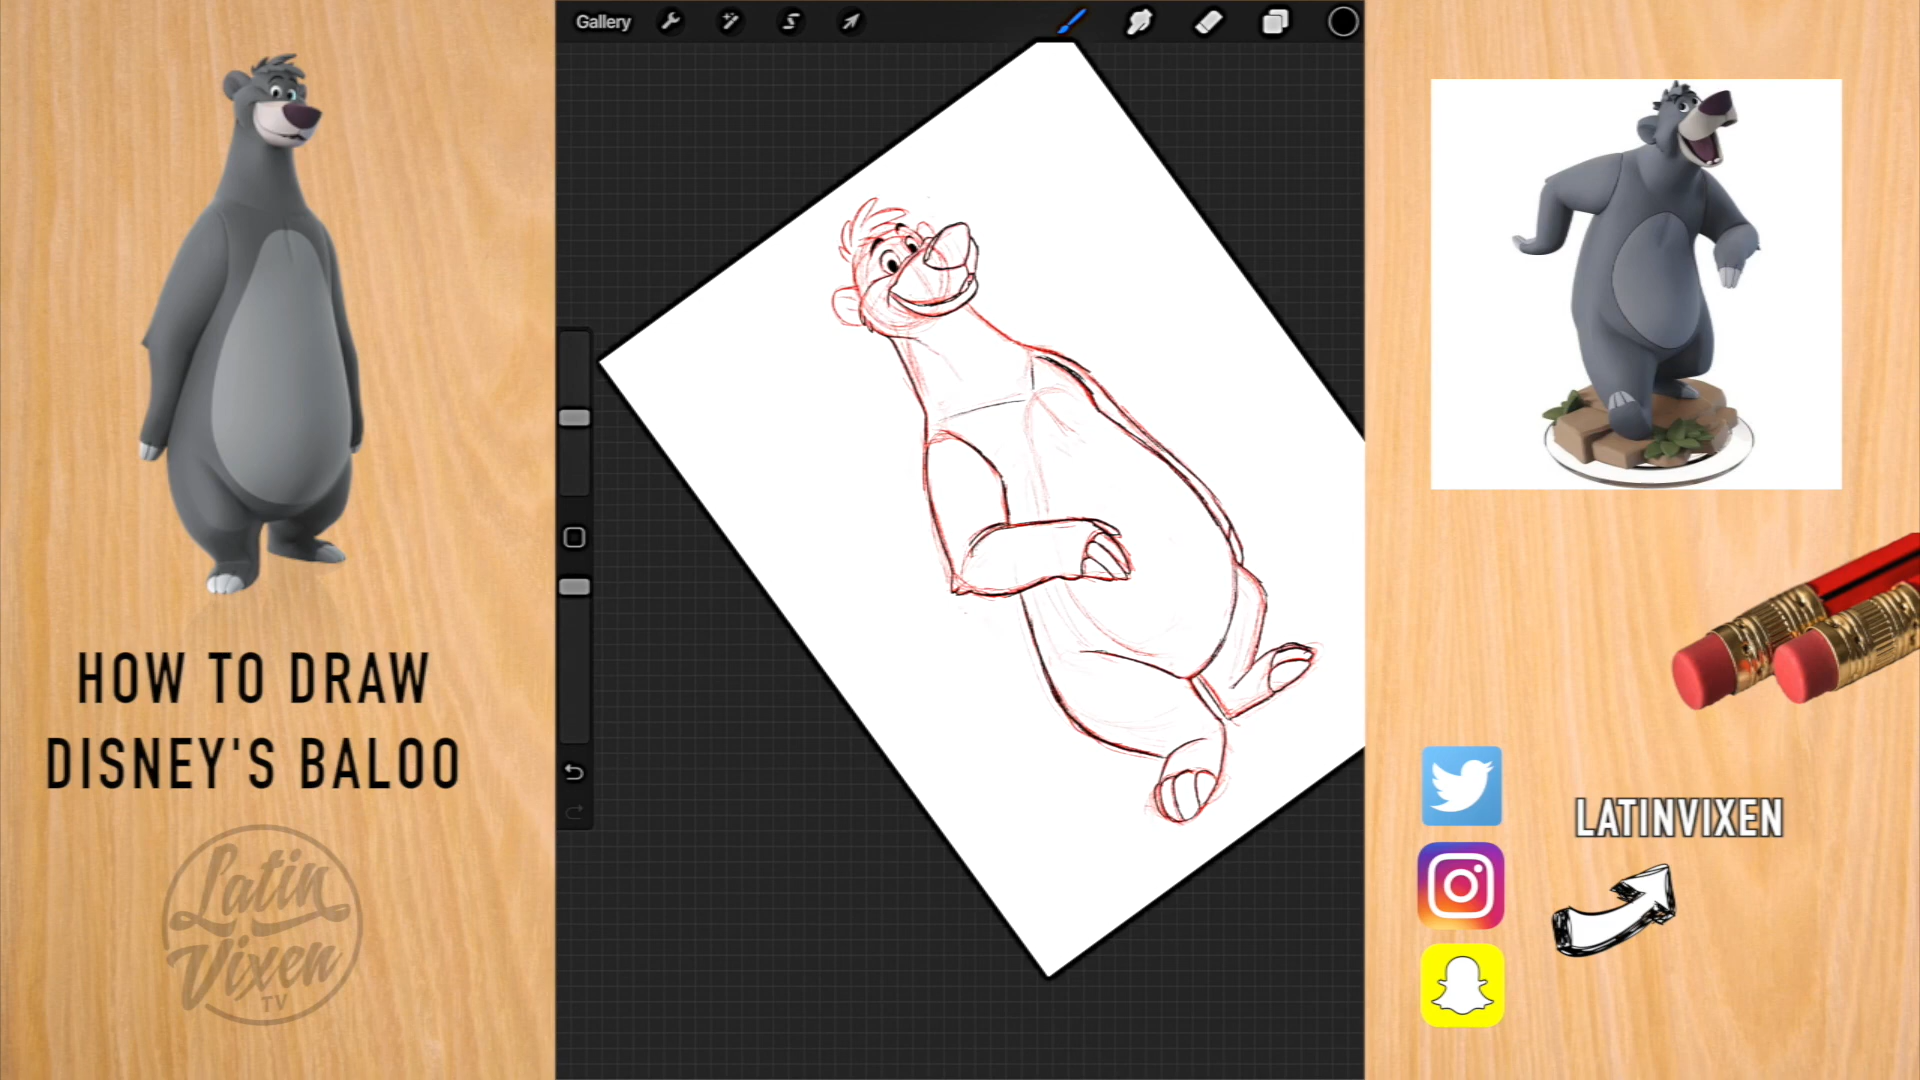 Gallery
HOW TO DRAW
DISNEY'S BALOO
Latin
Vixen
TV
LATINVIXEN